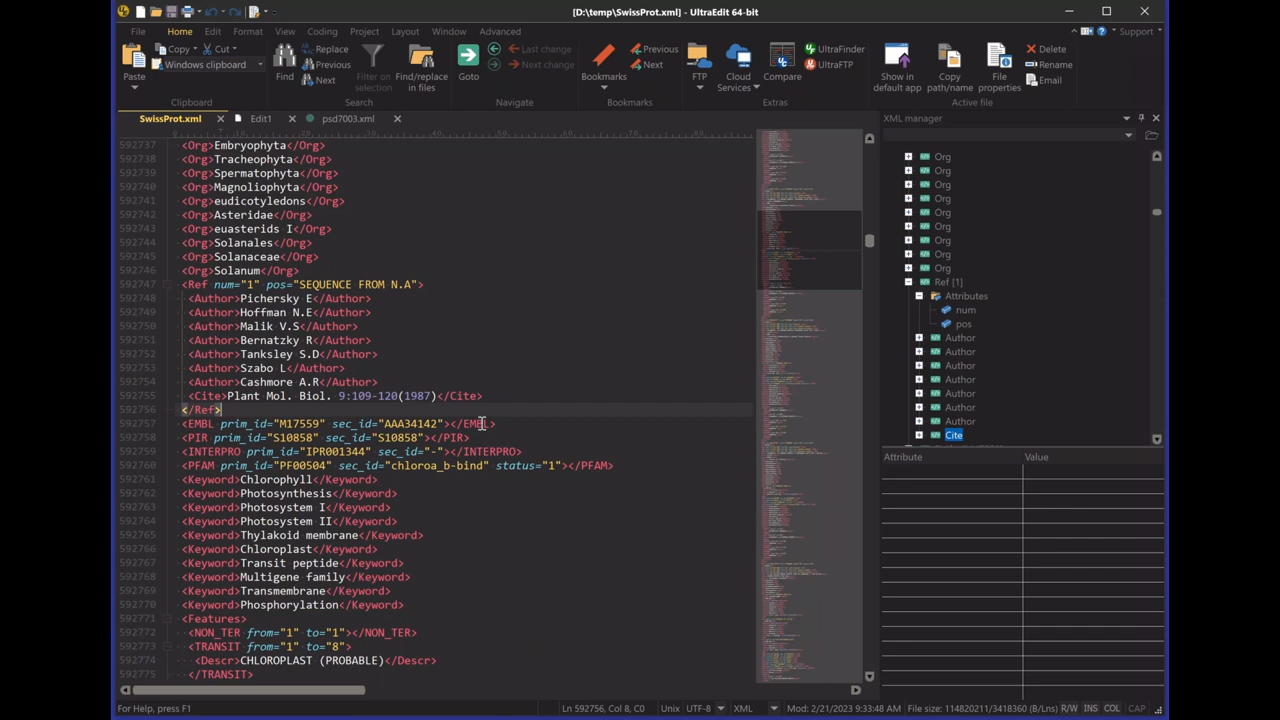 [D:\temp\SwissProt.xml] - UltraEdit 64-bit
File Home Edit Format View Coding Project Layout Window Advanced Support
Paste Copy Cut Windows clipboard Clipboard
Find Replace Previous Next Filter on selection Find/replace in files Search
Goto Last change Next change Navigate
Bookmarks Previous Next Bookmarks
FTP Cloud Services Compare UltraFinder UltraFTP Extras
Show in default app Copy path/name File properties Delete Rename Email Active file
SwissProt.xml Edit1 psd7003.xml
592737 <Org>Embryophyta</Org>
592738 <Org>Tracheophyta</Org>
592739 <Org>Spermatophyta</Org>
592740 <Org>Magnoliophyta</Org>
592741 <Org>eudicotyledons</Org>
592742 <Org>Asteridae</Org>
592743 <Org>euasterids I</Org>
592744 <Org>Solanales</Org>
592745 <Org>Solanaceae</Org>
592746 <Org>Solanum</Org>
592747 <Ref num="1" pos="SEQUENCE FROM N.A">
592748 <Author>Pichersky E</Author>
592749 <Author>Hoffman N.E</Author>
592750 <Author>Malik V.S</Author>
592751 <Author>Bernatzky R</Author>
592752 <Author>Tanksley S.D</Author>
592753 <Author>Szabo L</Author>
592754 <Author>Cashmore A.R</Author>
592755 <Cite>Plant Mol. Biol. 9:109-120(1987)</Cite>
592756 </Ref>
592757 <EMBL prim_id="M17559" sec_id="AAA34142"></EMBL>
592758 <PIR prim_id="S10858" sec_id="S10858"></PIR>
592759 <INTERPRO prim_id="IPR001344" sec_id="-"></INTERPRO>
592760 <PFAM prim_id="PF00504" sec_id="chloroa_b-bind" status="1"></PFAM>
592761 <Keyword>Chlorophyll</Keyword>
592762 <Keyword>Photosynthesis</Keyword>
592763 <Keyword>Photosystem I</Keyword>
592764 <Keyword>Photosystem II</Keyword>
592765 <Keyword>Thylakoid membrane</Keyword>
592766 <Keyword>Chloroplast</Keyword>
592767 <Keyword>Transit peptide</Keyword>
592768 <Keyword>Multigene family</Keyword>
592769 <Keyword>Transmembrane</Keyword>
592770 <Keyword>Phosphorylation</Keyword>
592771 <Features>
592772 <NON_TER from="1" to="1"></NON_TER>
592773 <TRANSIT from="1" to="8">
592774 <Descr>CHLOROPLAST (PROBABLE)</Descr>
592775 </TRANSIT>
XML manager
Org
Org
Org
Org
Org
Org
Org
Org
Org
Ref [1]
Attributes
num
pos
Author
Author
Author
Author
Author
Author
Author
Cite
Attribute Value
For Help, press F1 Ln 592756, Col 8, C0 Unix UTF-8 XML Mod: 2/21/2023 9:33:48 AM File size: 114820211/3418360 R/W INS COL CAP